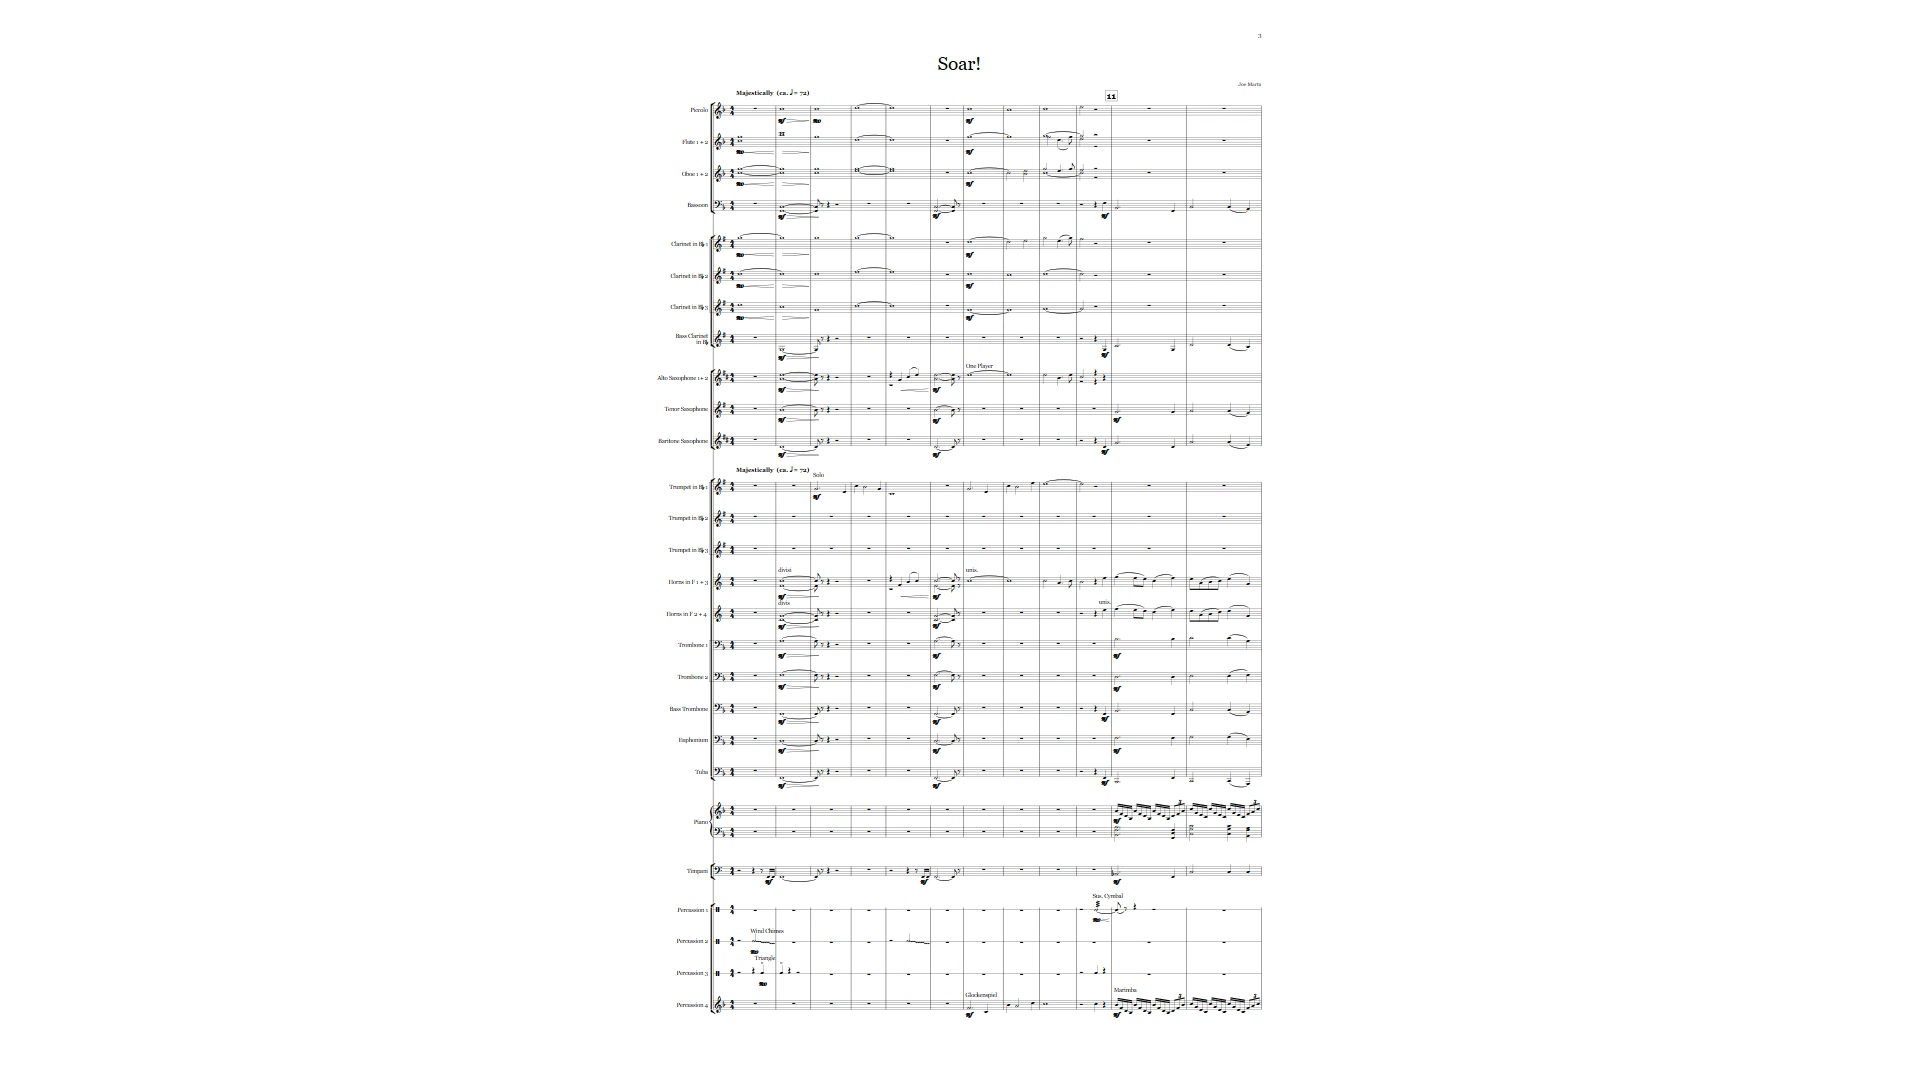 3
Soar!
Joe Marta
Majestically (ca. ♩= 72)
11
Piccolo
Flute 1 + 2
Oboe 1 + 2
Bassoon
Clarinet in B♭ 1
Clarinet in B♭ 2
Clarinet in B♭ 3
Bass Clarinet
in B♭
One Player
Alto Saxophone 1+ 2
Tenor Saxophone
Baritone Saxophone
Majestically (ca. ♩= 72)
Solo
Trumpet in B♭ 1
Trumpet in B♭ 2
Trumpet in B♭ 3
divisi
unis.
Horns in F 1 + 3
divis
unis.
Horns in F 2 + 4
Trombone 1
Trombone 2
Bass Trombone
Euphonium
Tuba
Piano
Timpani
Sus. Cymbal
Percussion 1
Wind Chimes
Percussion 2
Triangle
Percussion 3
Glockenspiel
Marimba
Percussion 4